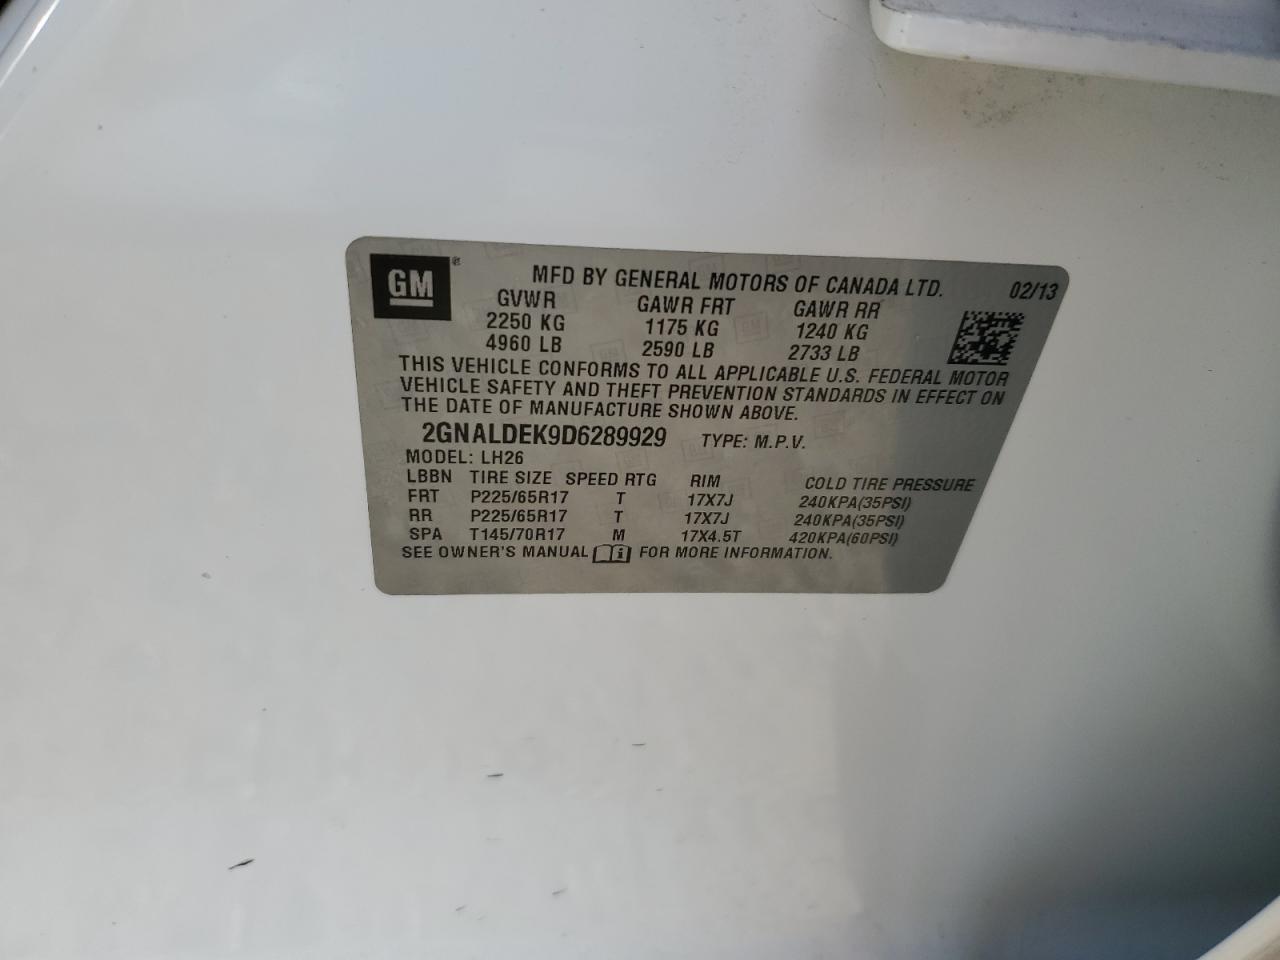 GM® MFD BY GENERAL MOTORS OF CANADA LTD. 02/13
GVWR GAWR FRT GAWR RR
2250 KG 1175 KG 1240 KG
4960 LB 2590 LB 2733 LB
THIS VEHICLE CONFORMS TO ALL APPLICABLE U.S. FEDERAL MOTOR
VEHICLE SAFETY AND THEFT PREVENTION STANDARDS IN EFFECT ON
THE DATE OF MANUFACTURE SHOWN ABOVE.
2GNALDEK9D6289929 TYPE: M.P.V.
MODEL: LH26
LBBN TIRE SIZE SPEED RTG RIM COLD TIRE PRESSURE
FRT P225/65R17 T 17X7J 240KPA(35PSI)
RR P225/65R17 T 17X7J 240KPA(35PSI)
SPA T145/70R17 M 17X4.5T 420KPA(60PSI)
SEE OWNER'S MANUAL i FOR MORE INFORMATION.